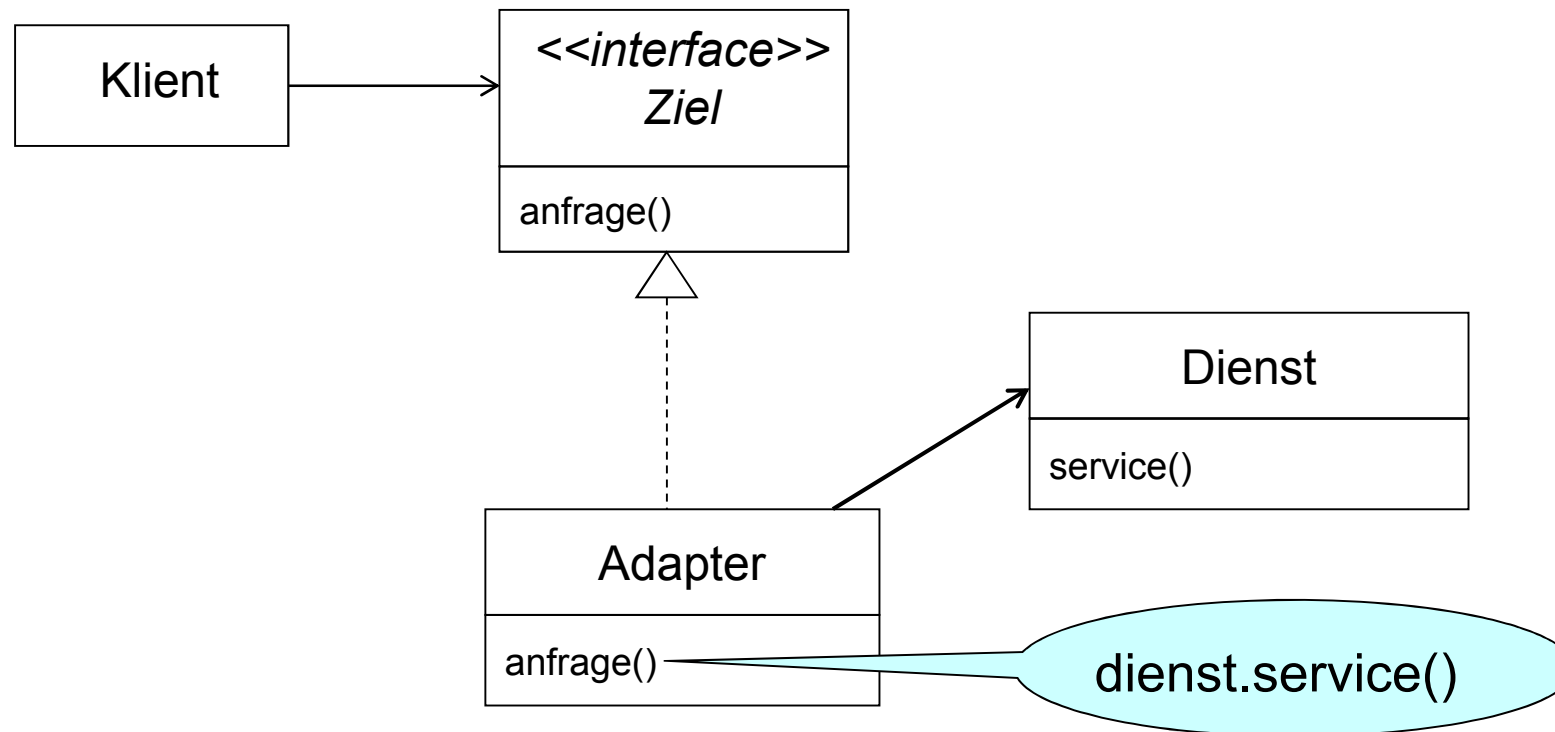 Klient
<<interface>>
Ziel
anfrage()
Dienst
service()
Adapter
anfrage()
dienst.service()